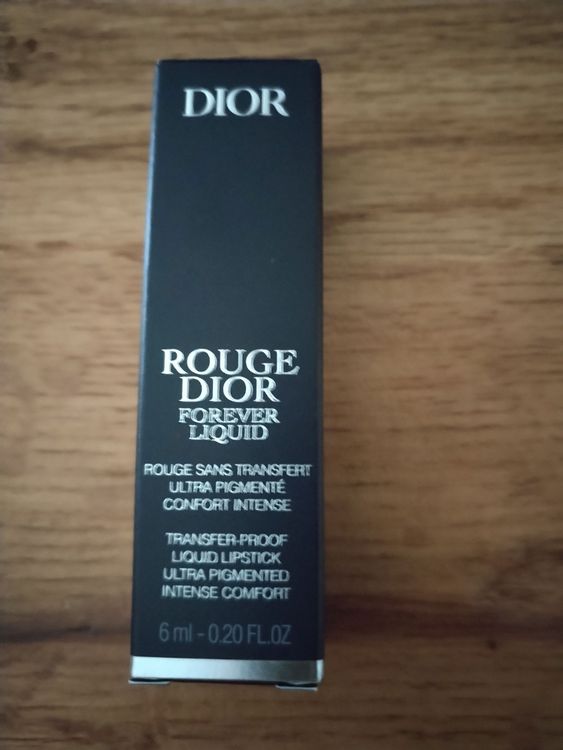 DIOR
ROUGE
DIOR
FOREVER
LIQUID
ROUGE SANS TRANSFERT
ULTRA PIGMENTÉ
CONFORT INTENSE
TRANSFER-PROOF
LIQUID LIPSTICK
ULTRA PIGMENTED
INTENSE COMFORT
6 ml - 0.20 FL.OZ